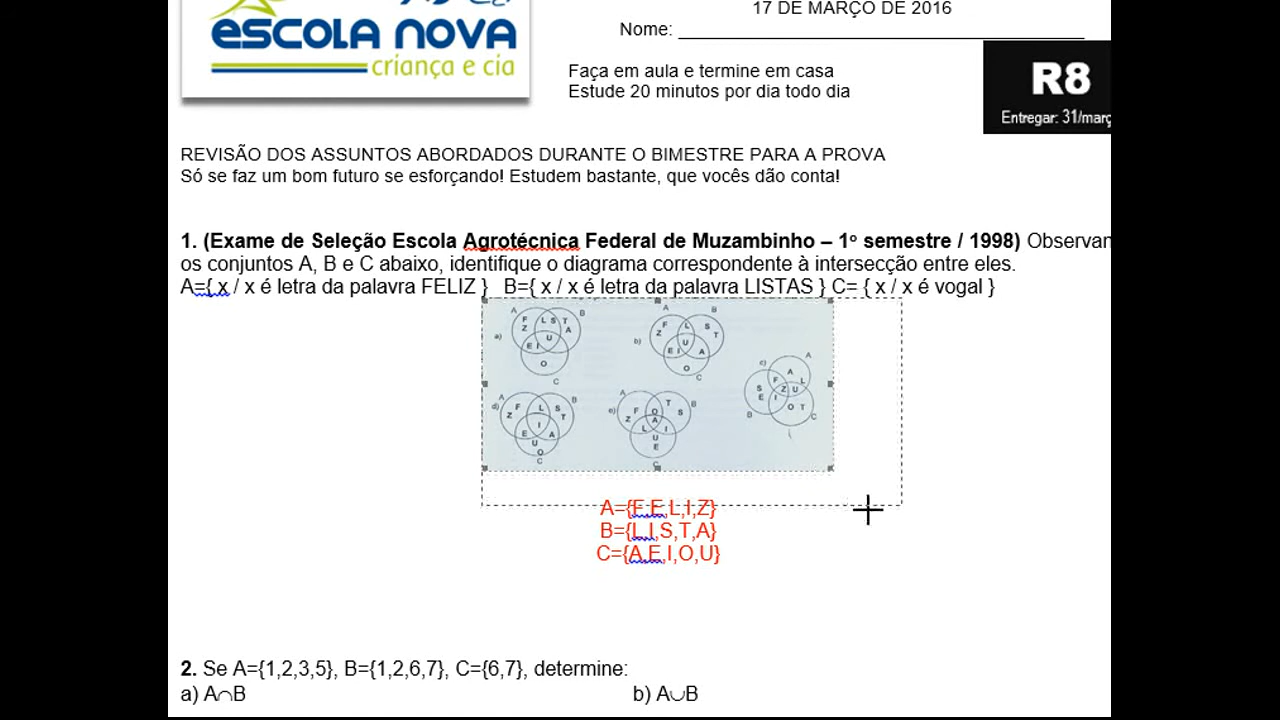 17 DE MARÇO DE 2016
ESCOLA NOVA
criança e cia
Nome:
Faça em aula e termine em casa
Estude 20 minutos por dia todo dia
R8
Entregar: 31/març
REVISÃO DOS ASSUNTOS ABORDADOS DURANTE O BIMESTRE PARA A PROVA
Só se faz um bom futuro se esforçando! Estudem bastante, que vocês dão conta!
1. (Exame de Seleção Escola Agrotécnica Federal de Muzambinho – 1º semestre / 1998) Observan
os conjuntos A, B e C abaixo, identifique o diagrama correspondente à intersecção entre eles.
A={ x / x é letra da palavra FELIZ } B={ x / x é letra da palavra LISTAS } C= { x / x é vogal }
a) A B F Z L S T A U E I O C
b) A B F Z L S T U E I A O C
c) A A L F Z U S E I O T B C
d) A B F Z L S T I E A U O C
e) A B Z F O T S A L I U E C
A={F,E,L,I,Z}
B={L,I,S,T,A}
C={A,E,I,O,U}
2. Se A={1,2,3,5}, B={1,2,6,7}, C={6,7}, determine:
a) A∩B b) A∪B